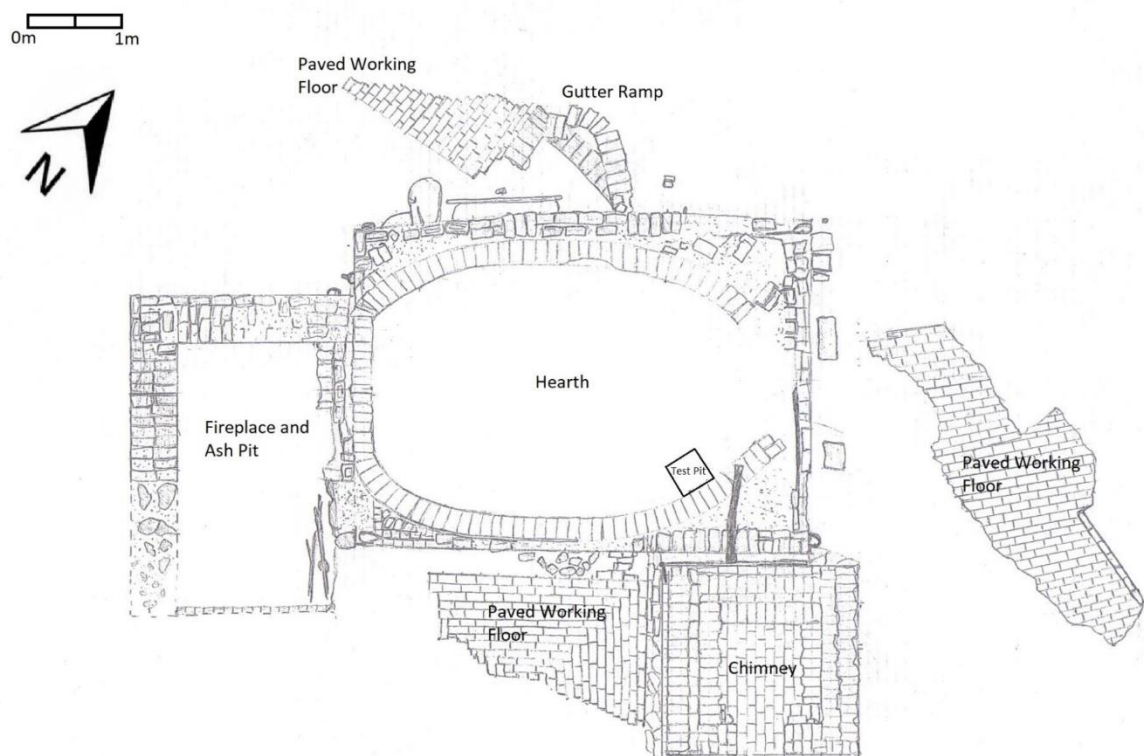 0m 1m
N
Paved Working
Floor
Gutter Ramp
Hearth
Fireplace and
Ash Pit
Test Pit
Paved Working
Floor
Paved Working
Floor
Chimney